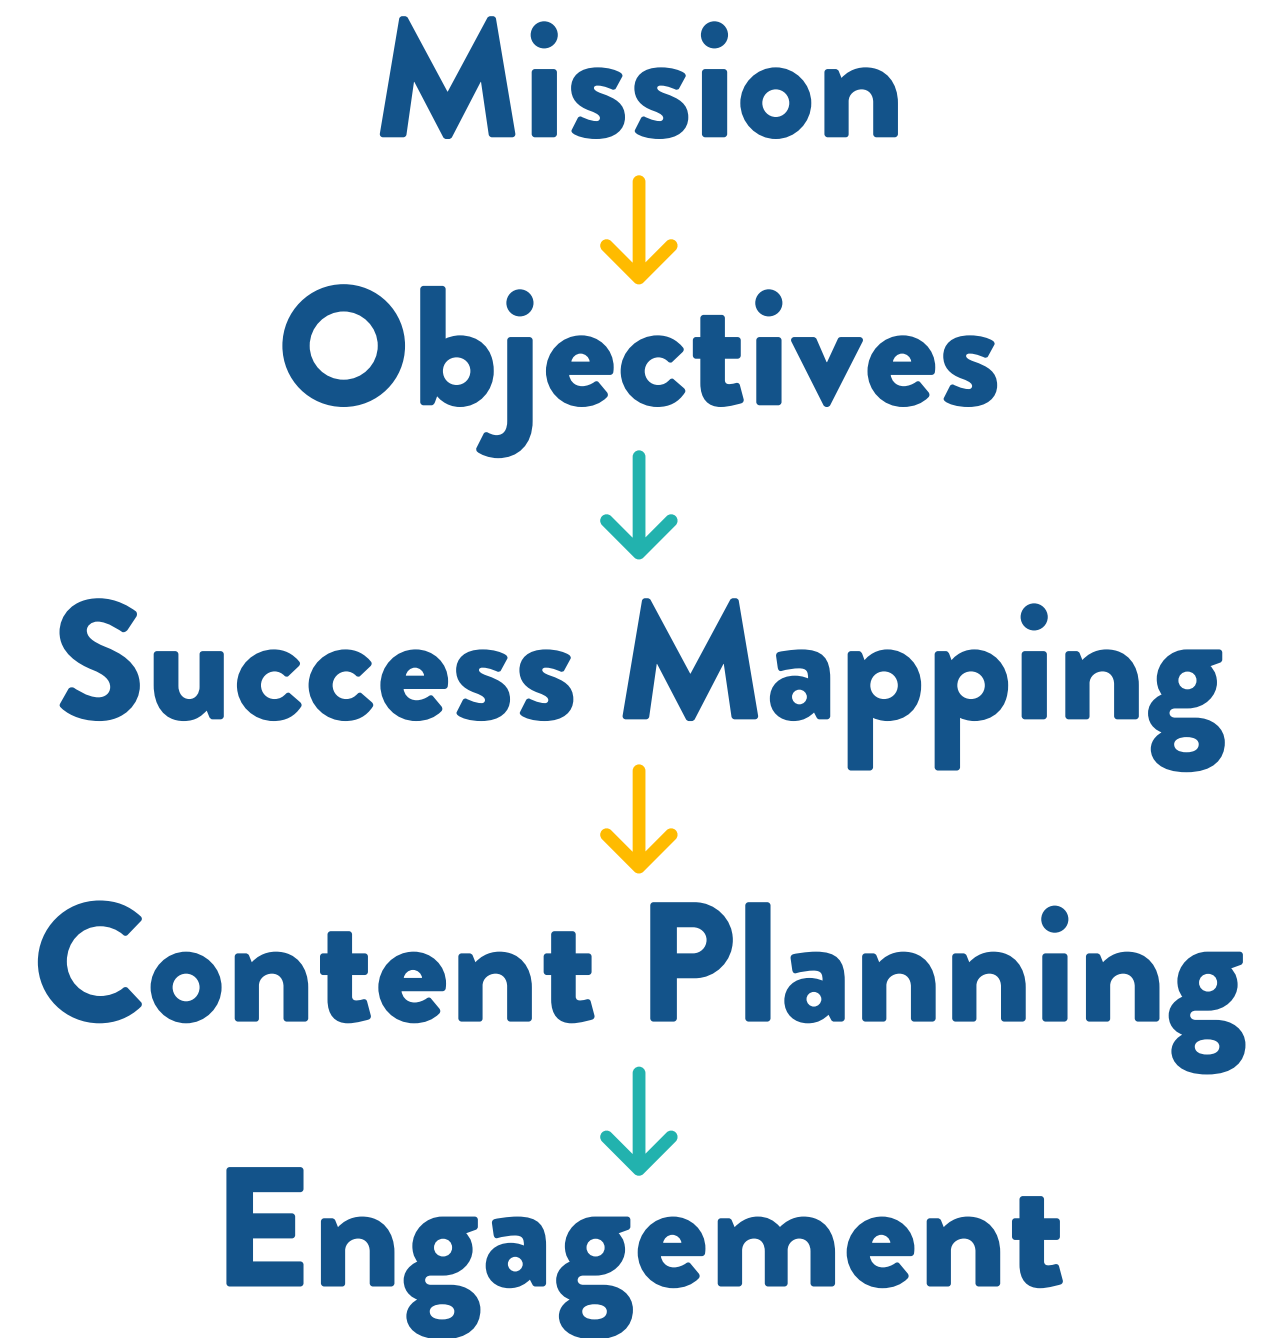 Mission
Objectives
Success Mapping
Content Planning
Engagement